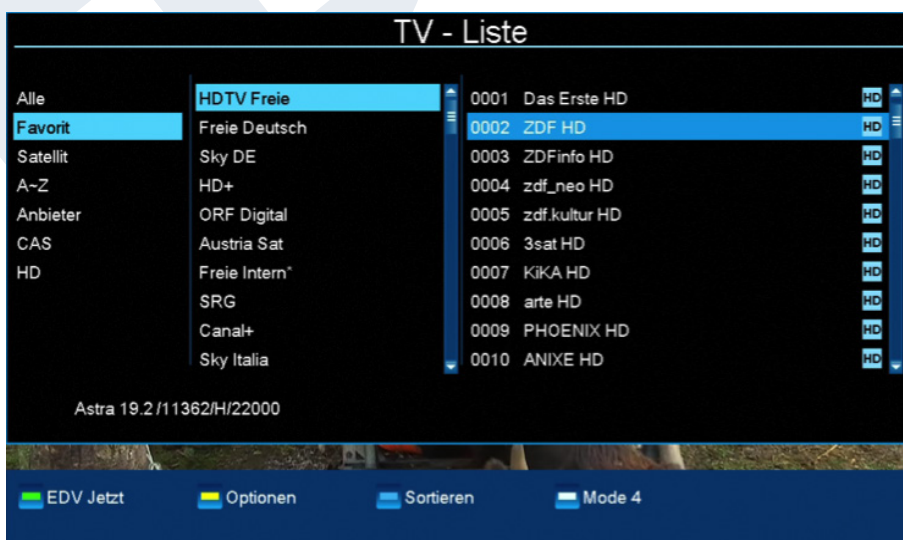 TV - Liste
Alle
Favorit
Satellit
A~Z
Anbieter
CAS
HD
HDTV Freie
Freie Deutsch
Sky DE
HD+
ORF Digital
Austria Sat
Freie Intern*
SRG
Canal+
Sky Italia
0001 Das Erste HD HD
0002 ZDF HD HD
0003 ZDFinfo HD HD
0004 zdf_neo HD HD
0005 zdf.kultur HD HD
0006 3sat HD HD
0007 KiKA HD HD
0008 arte HD HD
0009 PHOENIX HD HD
0010 ANIXE HD HD
Astra 19.2 /11362/H/22000
EDV Jetzt Optionen Sortieren Mode 4